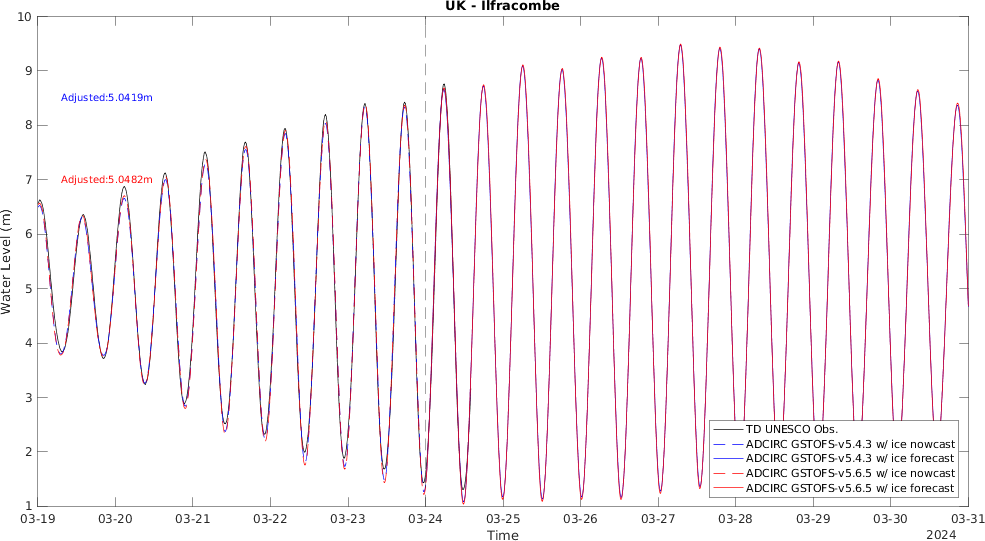 UK - Ilfracombe
10
9
8
7
6
5
4
3
2
1
Water Level (m)
Adjusted:5.0419m
Adjusted:5.0482m
TD UNESCO Obs.
ADCIRC GSTOFS-v5.4.3 w/ ice nowcast
ADCIRC GSTOFS-v5.4.3 w/ ice forecast
ADCIRC GSTOFS-v5.6.5 w/ ice nowcast
ADCIRC GSTOFS-v5.6.5 w/ ice forecast
03-19 03-20 03-21 03-22 03-23 03-24 03-25 03-26 03-27 03-28 03-29 03-30 03-31
Time
2024